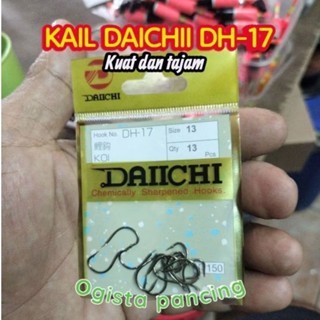 KAIL DAICHII DH-17
Kuat dan tajam
DAIICHI
Hook No. DH-17 Size 13
KOI Qty 13 Pcs
DAIICHI
Chemically Sharpened Hooks
150
Ogista pancing